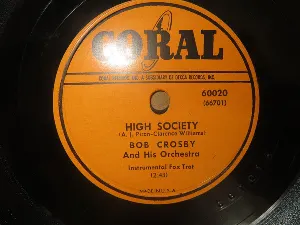 CORAL
CORAL RECORDS, INC. A SUBSIDIARY OF DECCA RECORDS, INC.
60020
(66701)
HIGH SOCIETY
(A. J. Piron-Clarence Williams)
BOB CROSBY
And His Orchestra
Instrumental Fox Trot
(2:43)
MADE IN U.S.A.